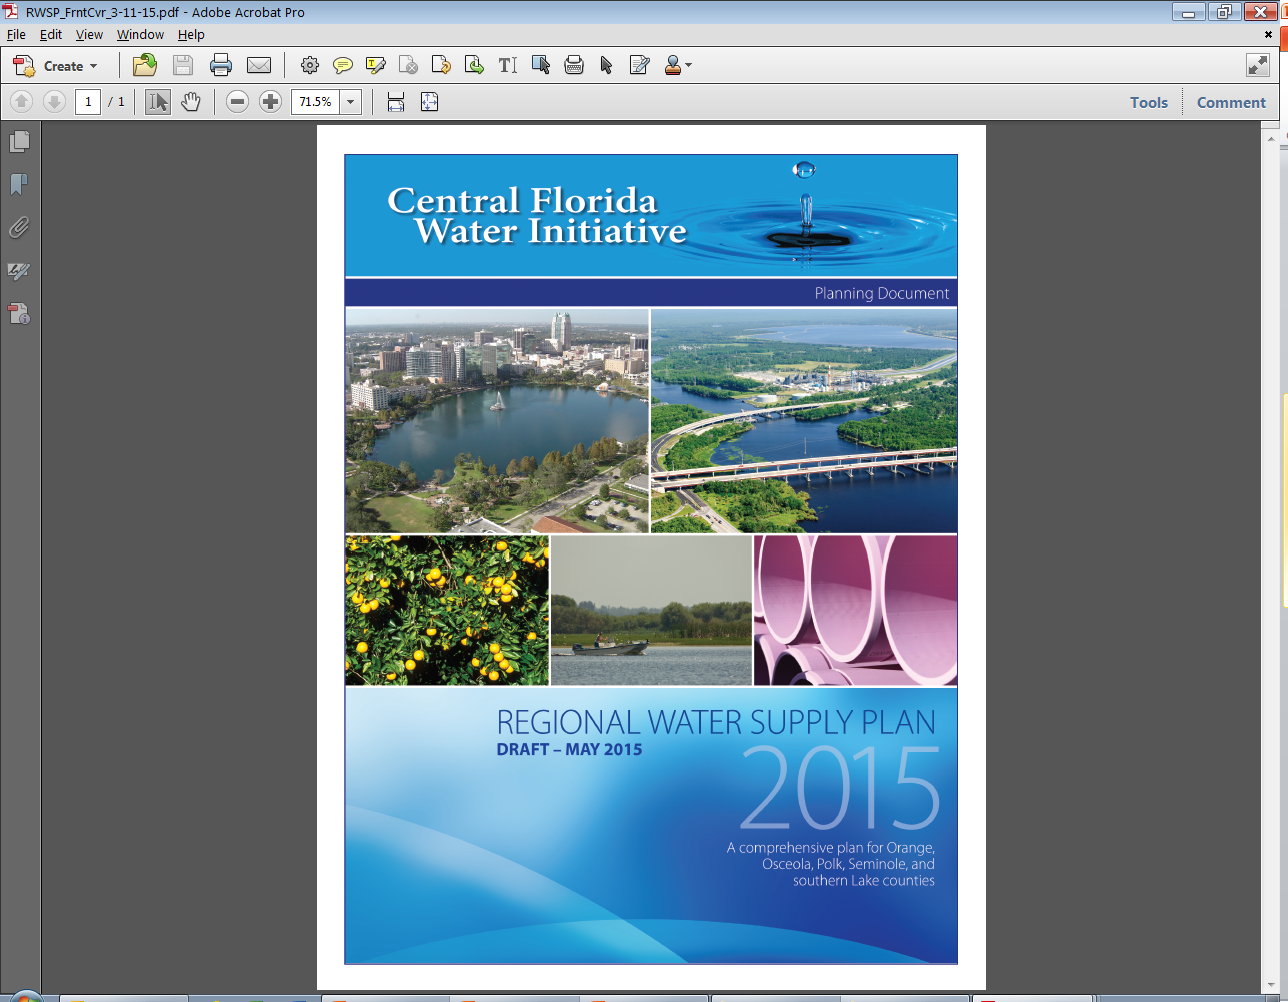 RWSP_FrntCvr_3-11-15.pdf - Adobe Acrobat Pro
File Edit View Window Help
Create
1 / 1
71.5%
Tools Comment
Central Florida
Water Initiative
Planning Document
REGIONAL WATER SUPPLY PLAN
DRAFT – MAY 2015
2015
A comprehensive plan for Orange,
Osceola, Polk, Seminole, and
southern Lake counties